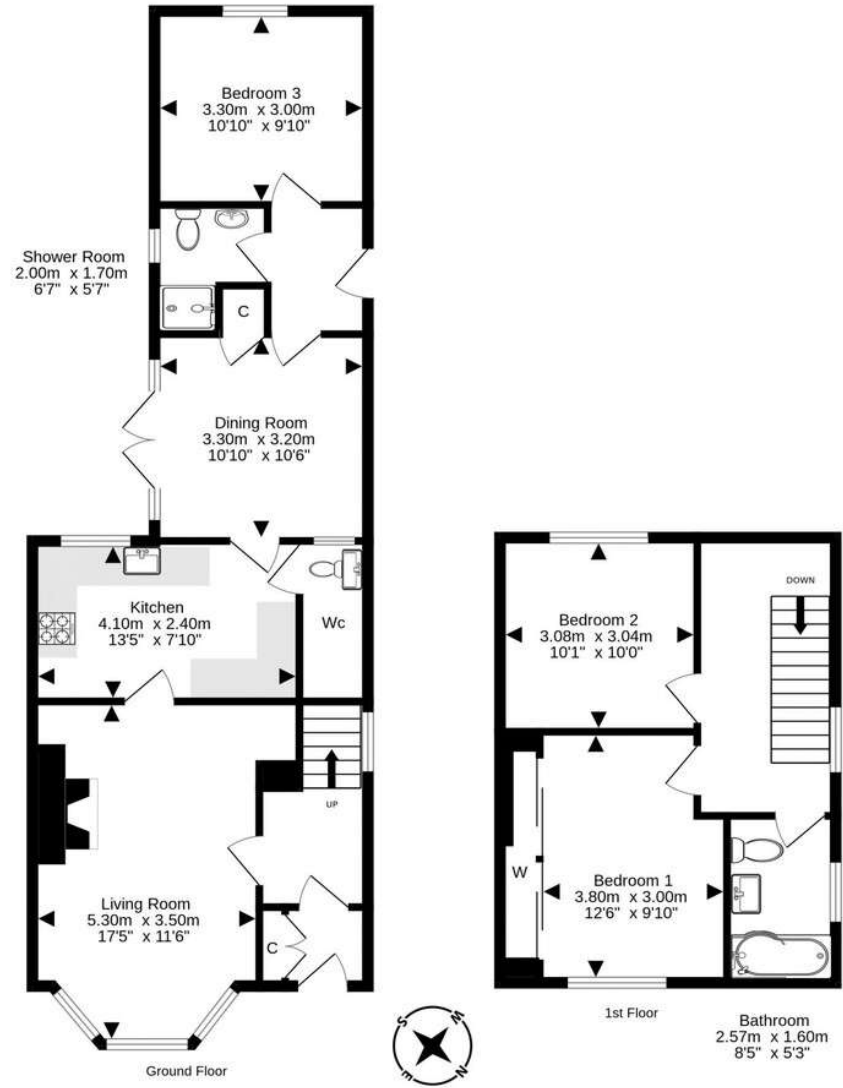 Bedroom 3
3.30m x 3.00m
10'10" x 9'10"
Shower Room
2.00m x 1.70m
6'7" x 5'7"
C
Dining Room
3.30m x 3.20m
10'10" x 10'6"
Kitchen
4.10m x 2.40m
13'5" x 7'10"
Wc
UP
Living Room
5.30m x 3.50m
17'5" x 11'6"
C
Ground Floor
S
W
E
N
DOWN
Bedroom 2
3.08m x 3.04m
10'1" x 10'0"
W
Bedroom 1
3.80m x 3.00m
12'6" x 9'10"
1st Floor
Bathroom
2.57m x 1.60m
8'5" x 5'3"